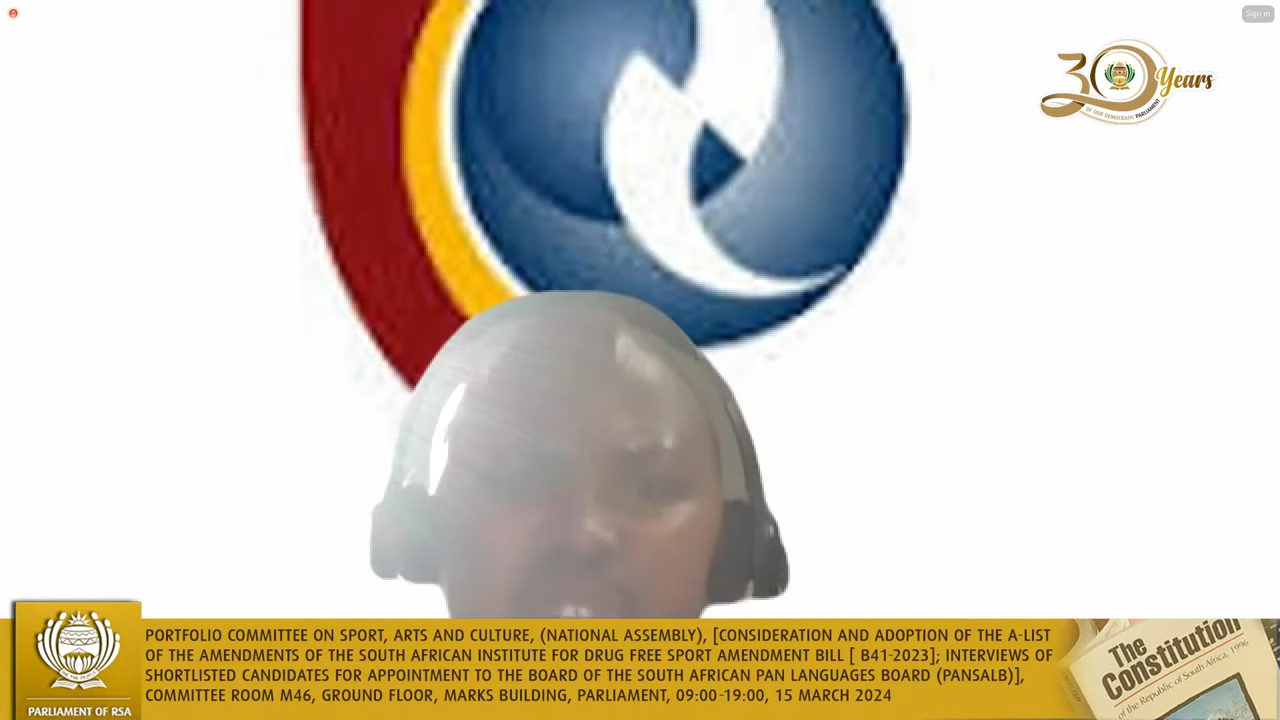 Sign in
30 Years
OF OUR DEMOCRATIC PARLIAMENT
PORTFOLIO COMMITTEE ON SPORT, ARTS AND CULTURE, (NATIONAL ASSEMBLY), [CONSIDERATION AND ADOPTION OF THE A-LIST
OF THE AMENDMENTS OF THE SOUTH AFRICAN INSTITUTE FOR DRUG FREE SPORT AMENDMENT BILL [ B41-2023]; INTERVIEWS OF
SHORTLISTED CANDIDATES FOR APPOINTMENT TO THE BOARD OF THE SOUTH AFRICAN PAN LANGUAGES BOARD (PANSALB)],
COMMITTEE ROOM M46, GROUND FLOOR, MARKS BUILDING, PARLIAMENT, 09:00-19:00, 15 MARCH 2024
PARLIAMENT OF RSA
The
Constitution
of the Republic of South Africa, 1996